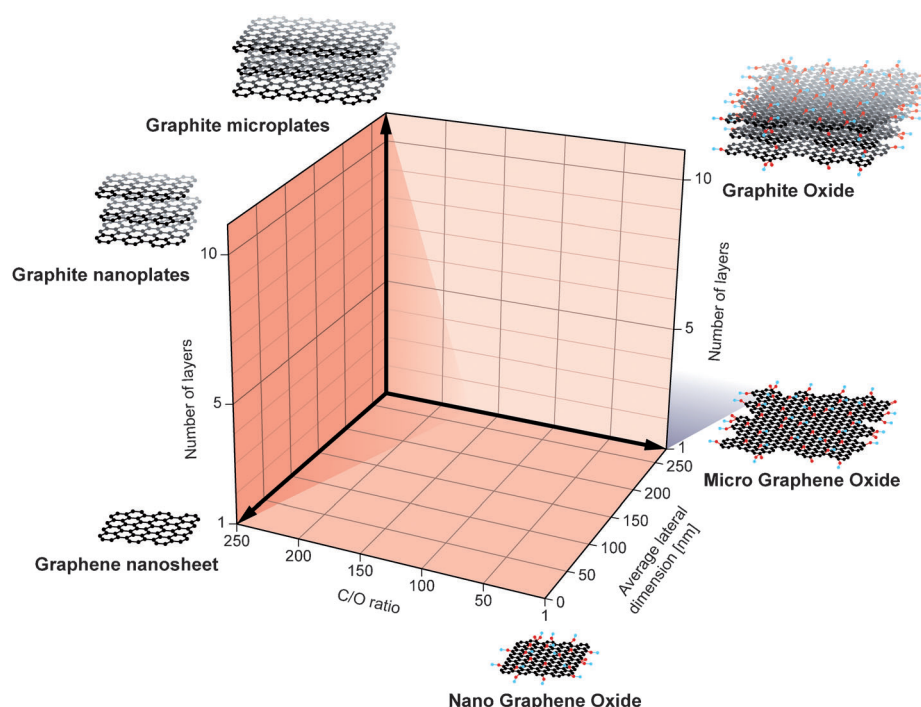 Graphite microplates
Graphite Oxide
Graphite nanoplates
10
5
1
Number of layers
10
5
1
Number of layers
Micro Graphene Oxide
Graphene nanosheet
250
200
150
100
50
1
C/O ratio
250
200
150
100
50
0
Average lateral
dimension [nm]
Nano Graphene Oxide